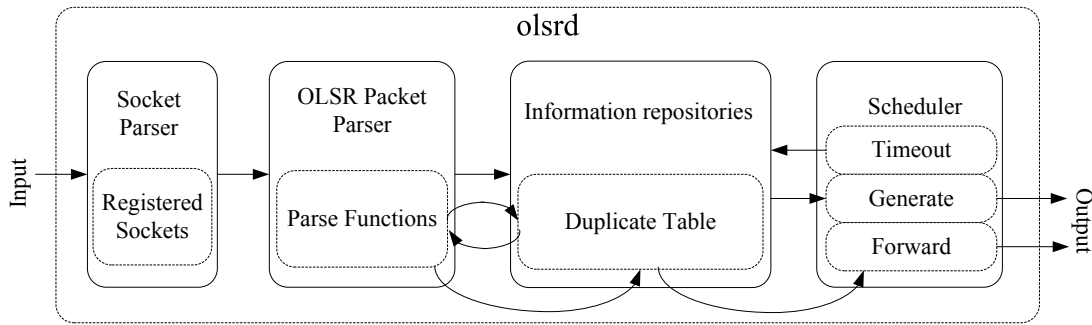 olsrd
Input
Socket
Parser
Registered
Sockets
OLSR Packet
Parser
Parse Functions
Information repositories
Duplicate Table
Scheduler
Timeout
Generate
Forward
Output